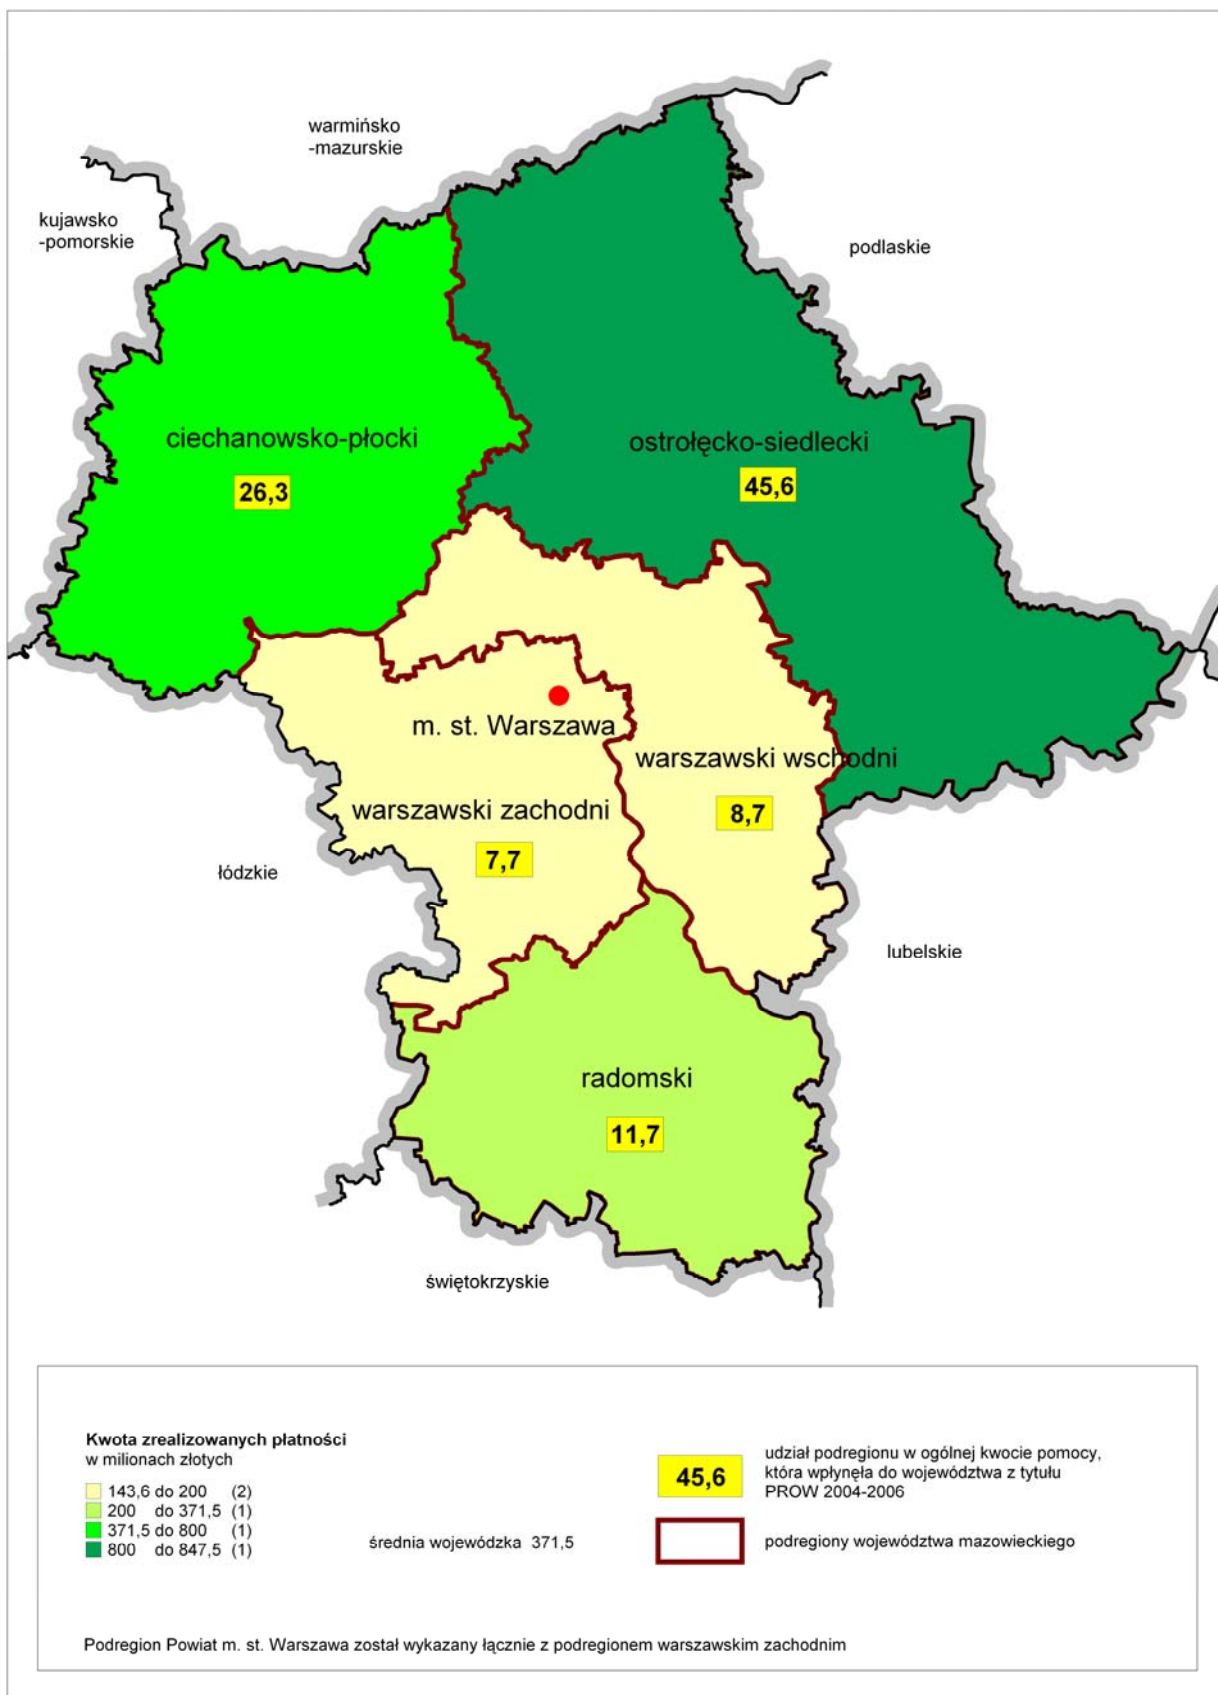 warmińsko
-mazurskie
kujawsko
-pomorskie
podlaskie
ciechanowsko-płocki
26,3
ostrołęcko-siedlecki
45,6
m. st. Warszawa
warszawski wschodni
8,7
warszawski zachodni
7,7
łódzkie
lubelskie
radomski
11,7
świętokrzyskie
Kwota zrealizowanych płatności
w milionach złotych
143,6 do 200 (2)
200 do 371,5 (1)
371,5 do 800 (1)
800 do 847,5 (1)
średnia wojewódzka 371,5
45,6
udział podregionu w ogólnej kwocie pomocy,
która wpłynęła do województwa z tytułu
PROW 2004-2006
podregiony województwa mazowieckiego
Podregion Powiat m. st. Warszawa został wykazany łącznie z podregionem warszawskim zachodnim